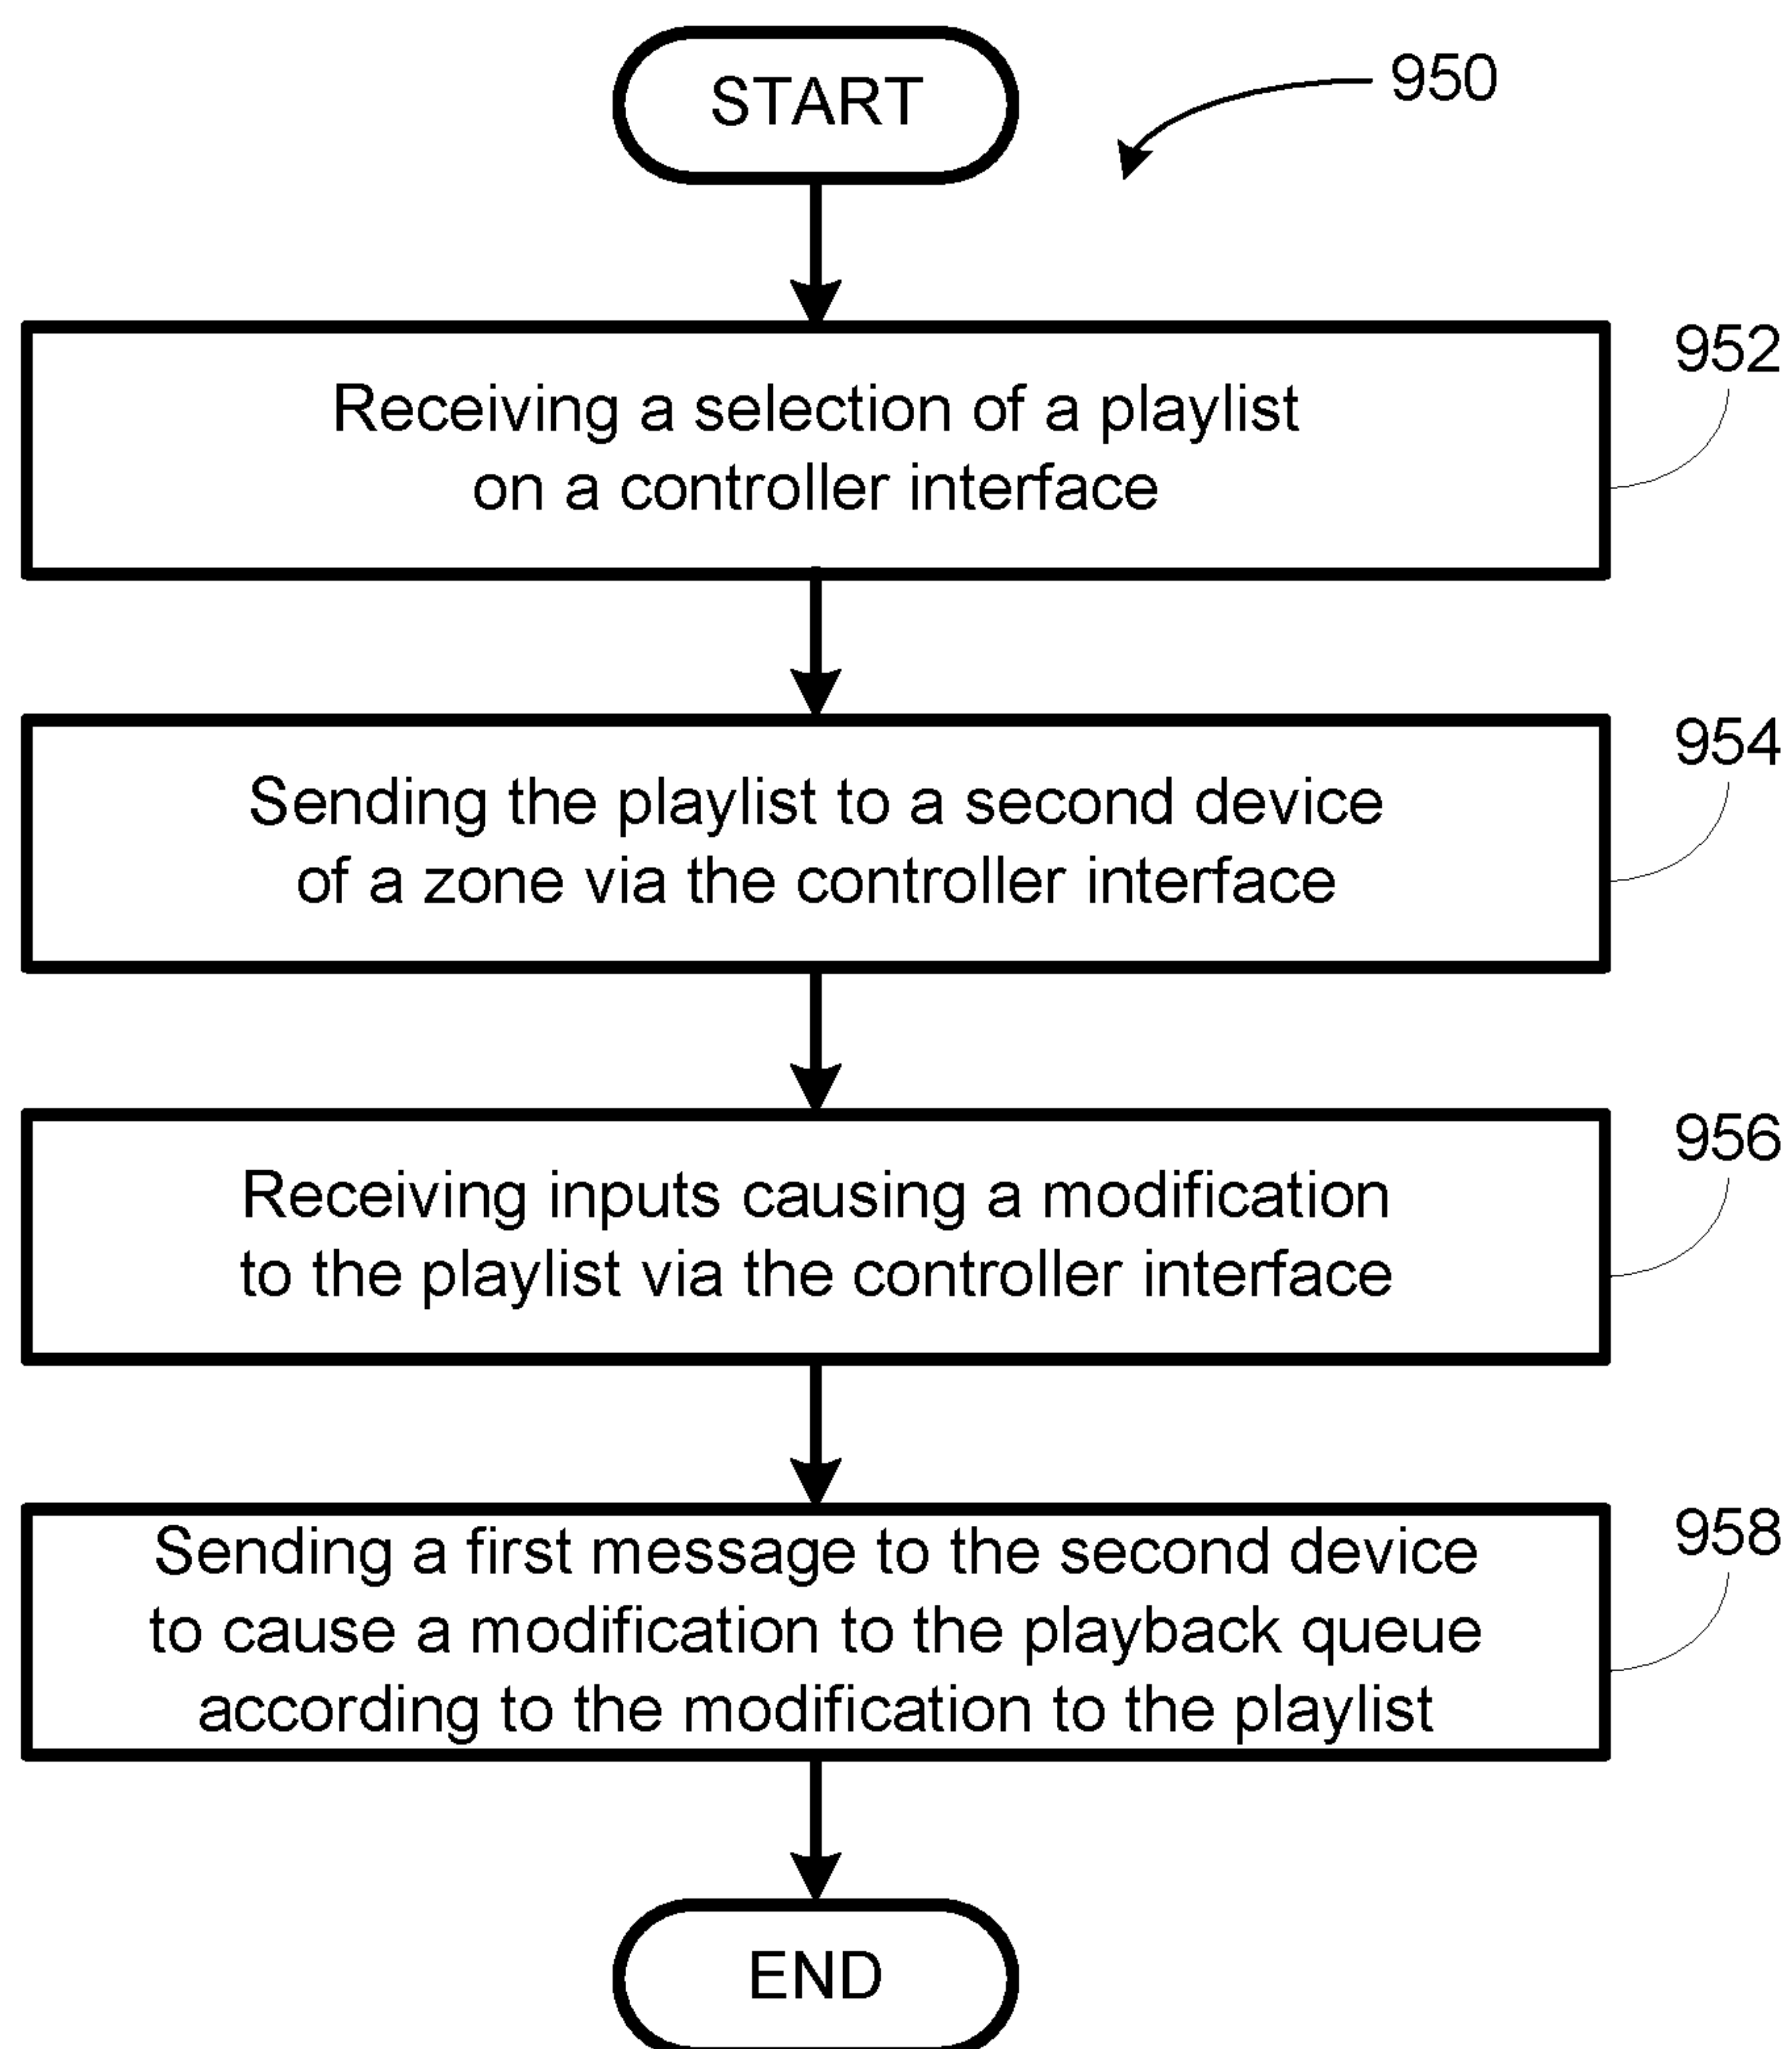 START
950
Receiving a selection of a playlist
on a controller interface
952
Sending the playlist to a second device
of a zone via the controller interface
954
Receiving inputs causing a modification
to the playlist via the controller interface
956
Sending a first message to the second device
to cause a modification to the playback queue
according to the modification to the playlist
958
END